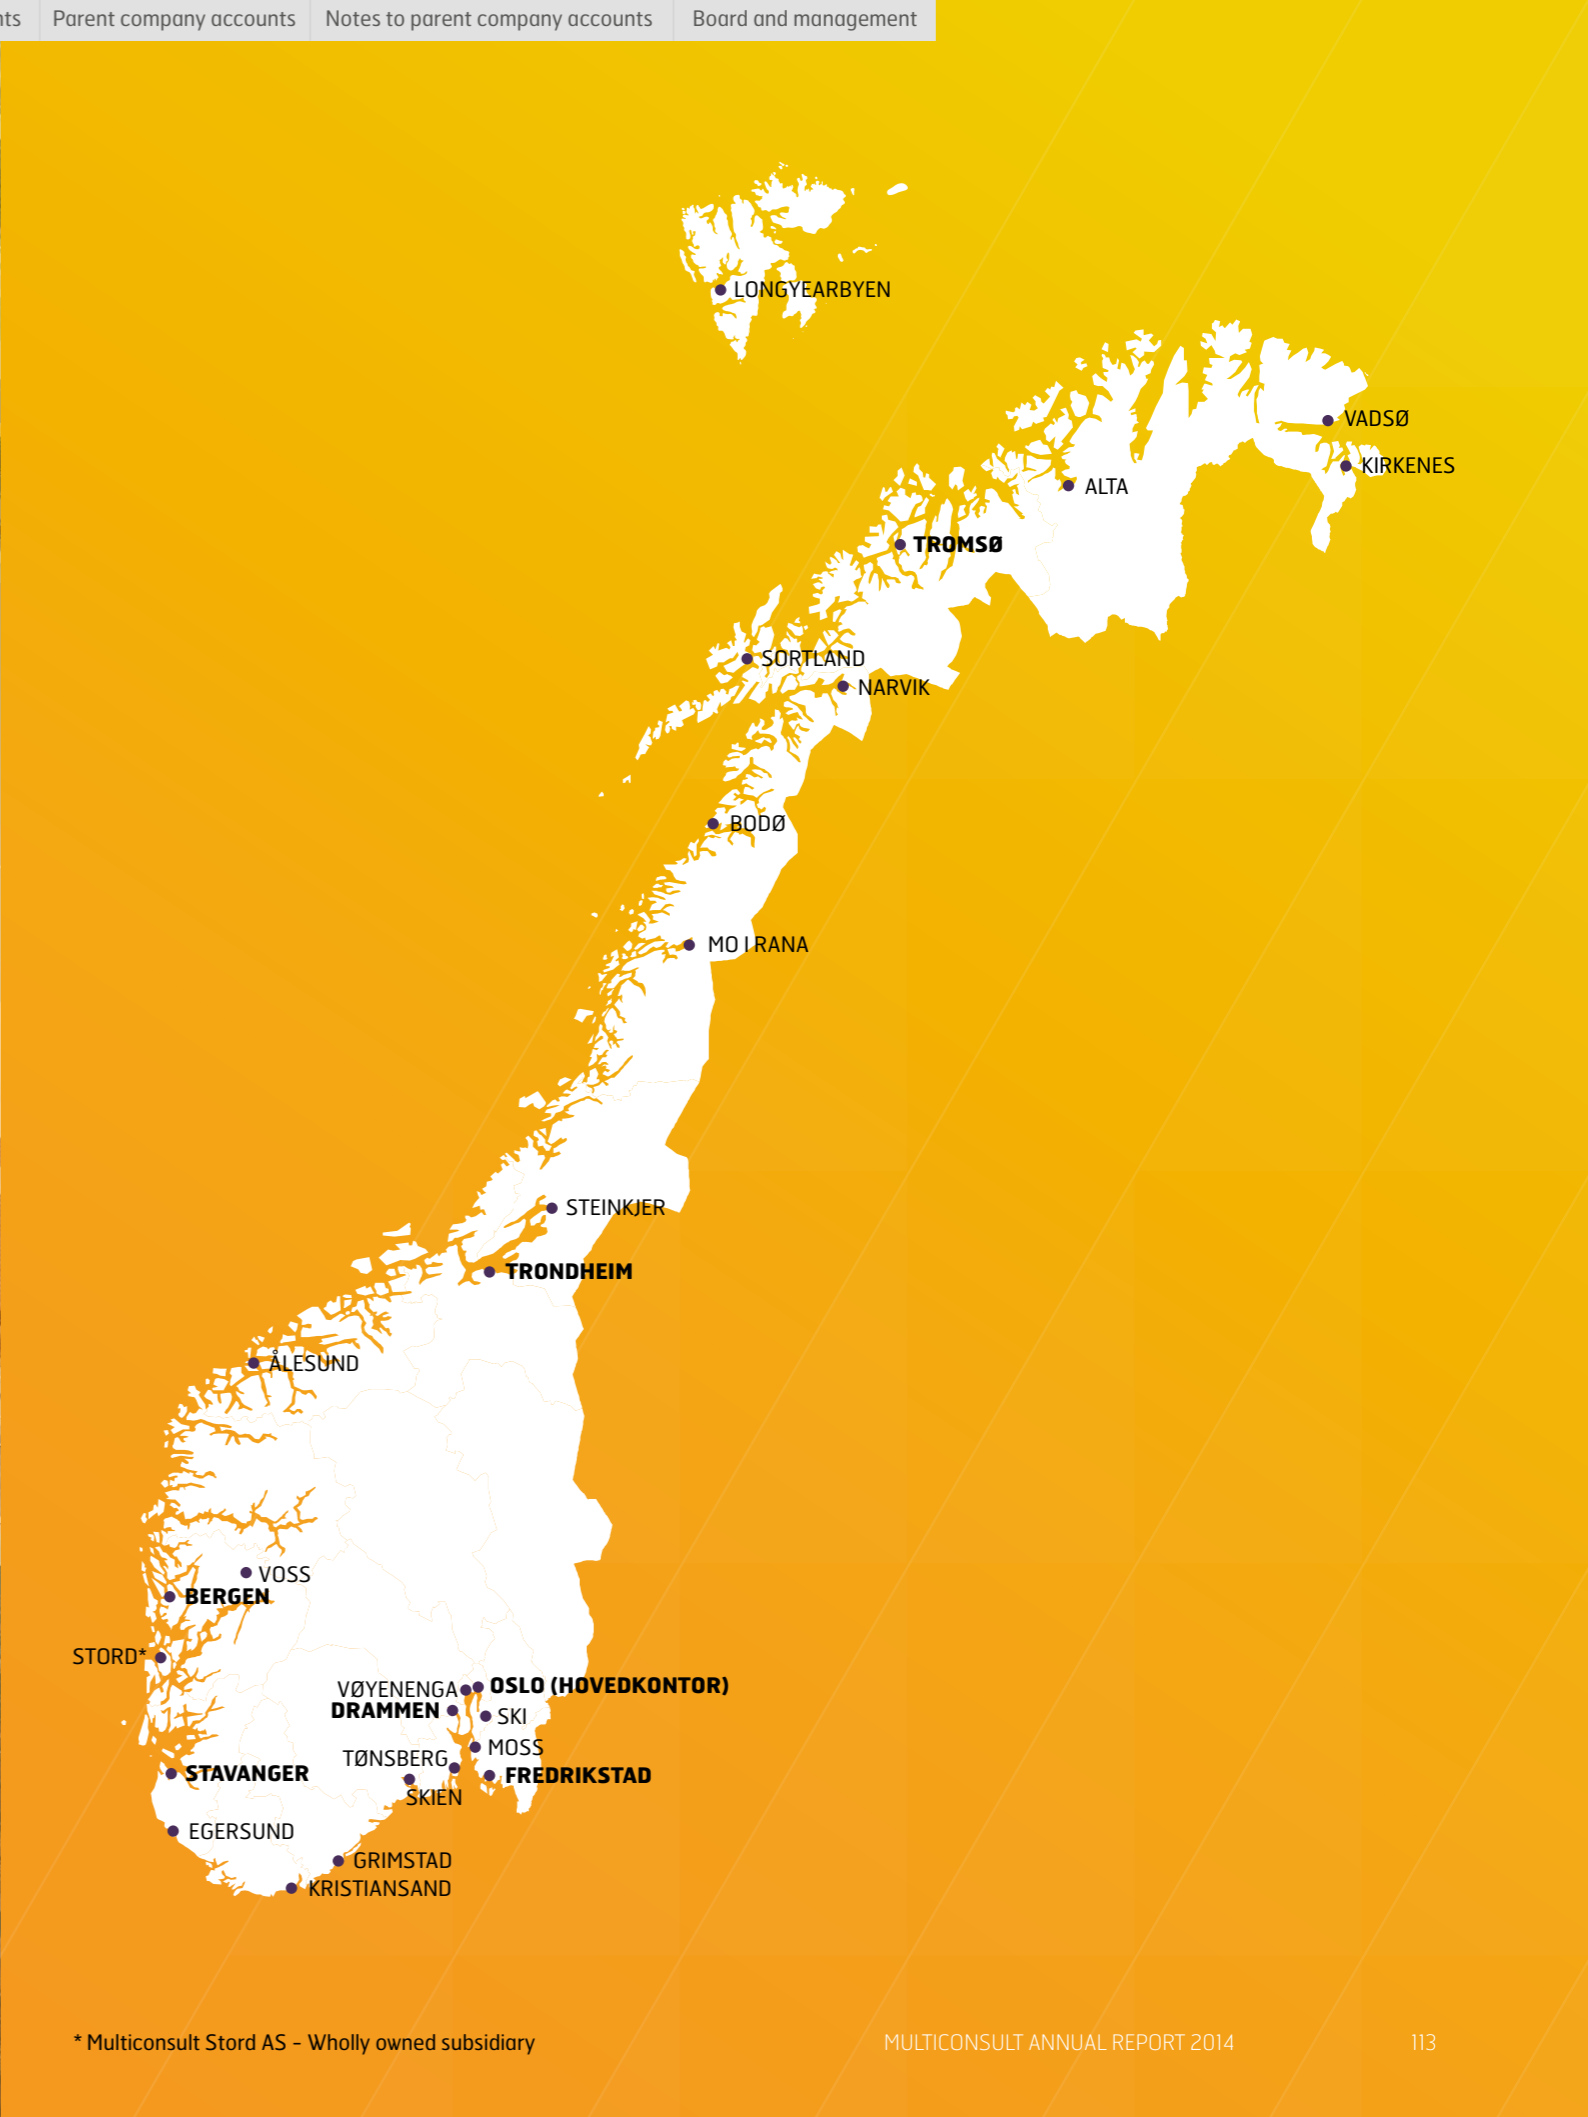 nts Parent company accounts Notes to parent company accounts Board and management
LONGYEARBYEN
VADSØ
KIRKENES
ALTA
TROMSØ
SORTLAND
NARVIK
BODØ
MO I RANA
STEINKJER
TRONDHEIM
ÅLESUND
VOSS
BERGEN
STORD*
VØYENENGA
OSLO (HOVEDKONTOR)
DRAMMEN
SKI
MOSS
TØNSBERG
STAVANGER
FREDRIKSTAD
SKIEN
EGERSUND
GRIMSTAD
KRISTIANSAND
* Multiconsult Stord AS – Wholly owned subsidiary
MULTICONSULT ANNUAL REPORT 2014 113